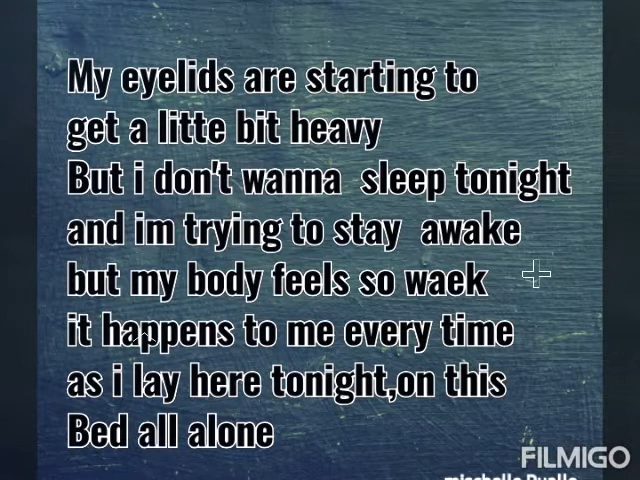 My eyelids are starting to
get a litte bit heavy
But i don't wanna sleep tonight
and im trying to stay awake
but my body feels so waek
it happens to me every time
as i lay here tonight,on this
Bed all alone
FILMIGO